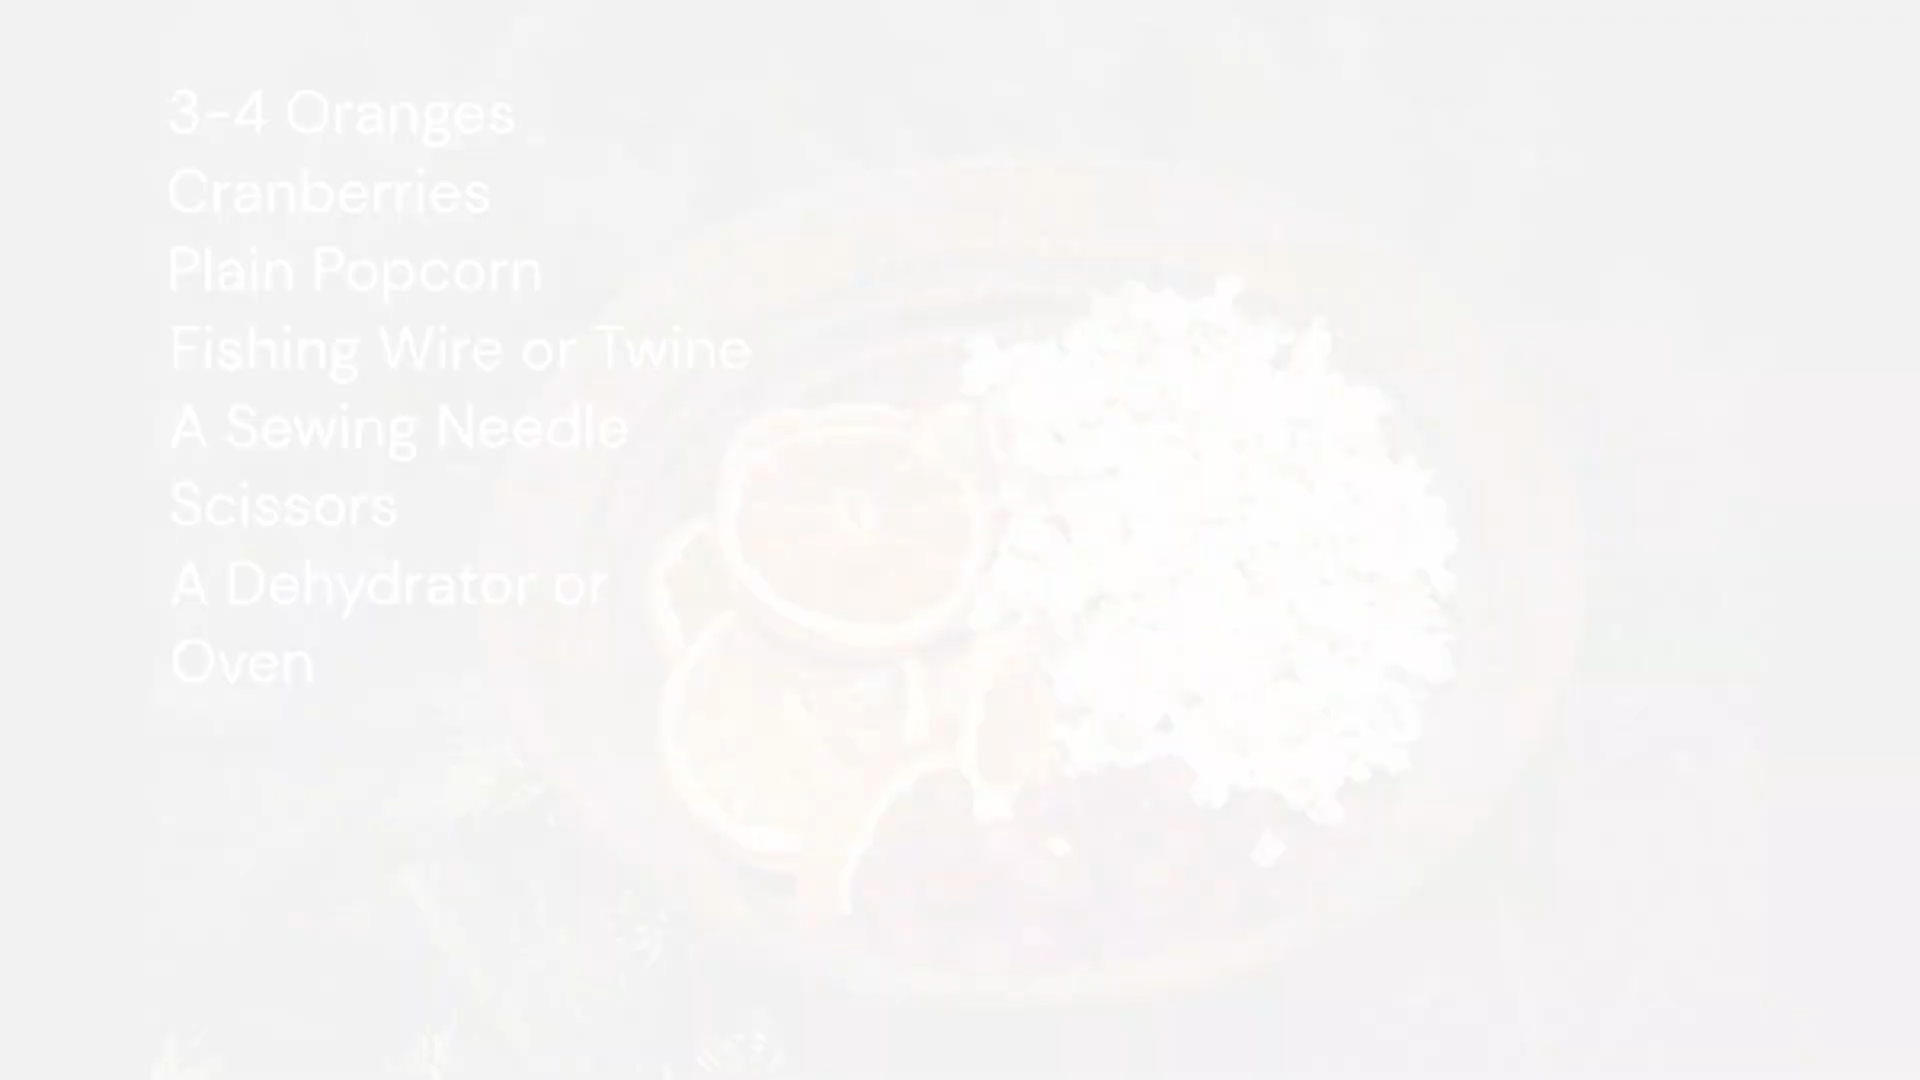 3-4 Oranges
Cranberries
Plain Popcorn
Fishing Wire or Twine
A Sewing Needle
Scissors
A Dehydrator or
Oven